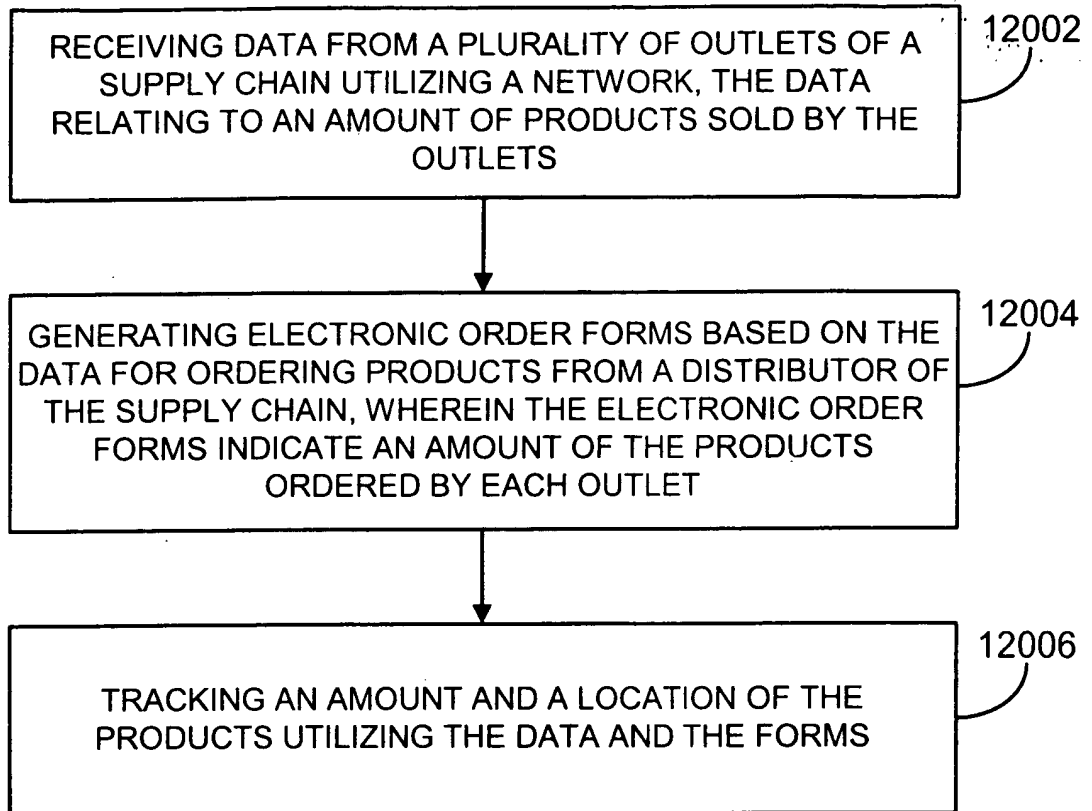 12002
RECEIVING DATA FROM A PLURALITY OF OUTLETS OF A
SUPPLY CHAIN UTILIZING A NETWORK, THE DATA
RELATING TO AN AMOUNT OF PRODUCTS SOLD BY THE
OUTLETS
12004
GENERATING ELECTRONIC ORDER FORMS BASED ON THE
DATA FOR ORDERING PRODUCTS FROM A DISTRIBUTOR OF
THE SUPPLY CHAIN, WHEREIN THE ELECTRONIC ORDER
FORMS INDICATE AN AMOUNT OF THE PRODUCTS
ORDERED BY EACH OUTLET
12006
TRACKING AN AMOUNT AND A LOCATION OF THE
PRODUCTS UTILIZING THE DATA AND THE FORMS